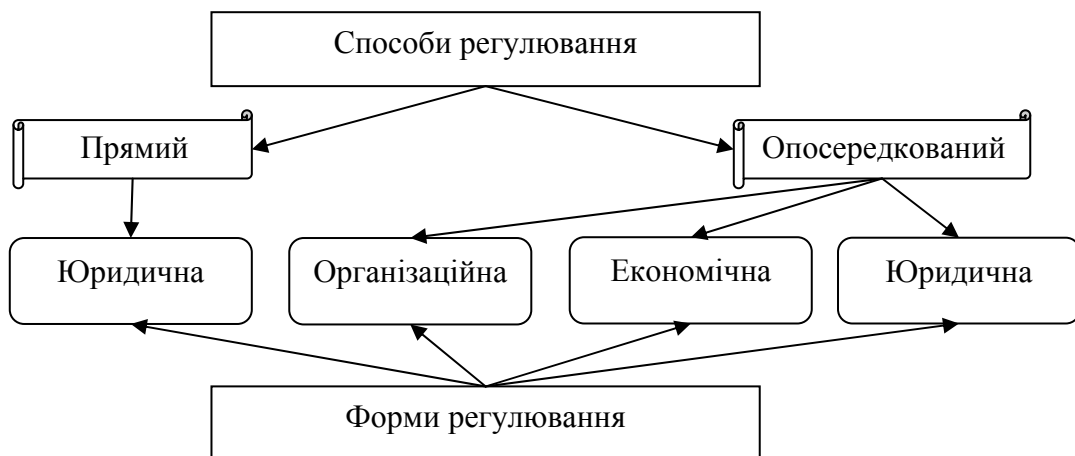 Способи регулювання
Прямий
Опосередкований
Юридична
Організаційна
Економічна
Юридична
Форми регулювання